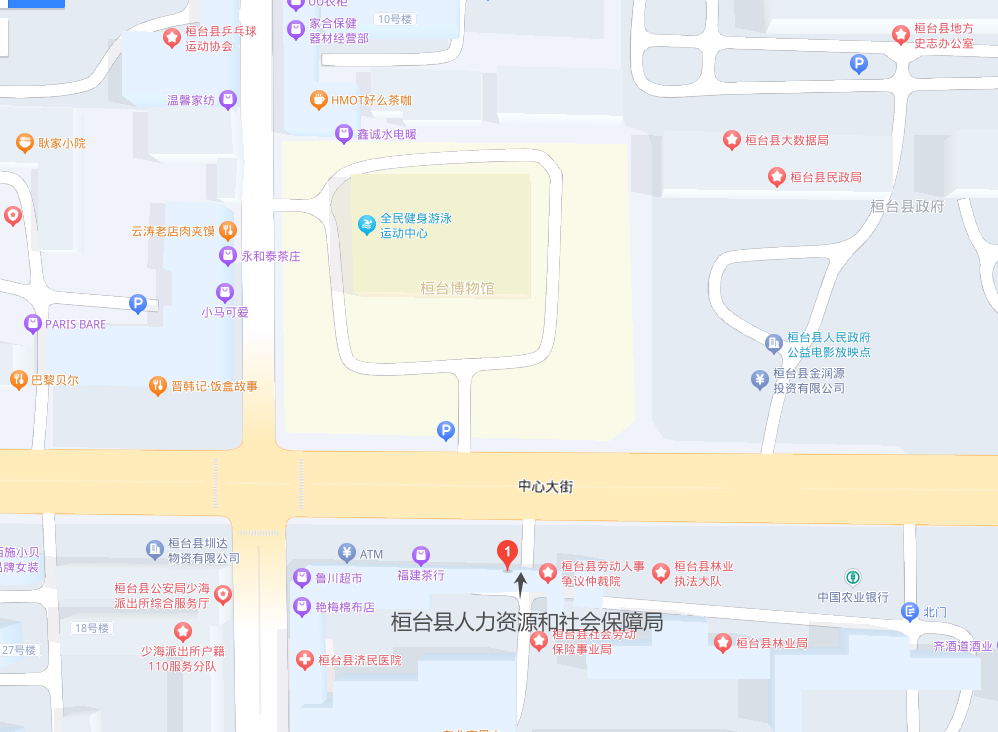 UU衣柜
10号楼
家合保健
器材经营部
桓台县乒乓球
运动协会
桓台县地方
史志办公室
P
温馨家纺
HMOT好么茶咖
鑫诚水电暖
耿家小院
桓台县大数据局
桓台县民政局
桓台县政府
全民健身游泳
运动中心
云涛老店肉夹馍
永和泰茶庄
桓台博物馆
P
小马可爱
PARIS BARE
桓台县人民政府
公益电影放映点
巴黎贝尔
晋韩记·饭盒故事
桓台县金润源
投资有限公司
P
中心大街
桓台县圳达
物资有限公司
ATM
福建茶行
1
桓台县劳动人事
争议仲裁院
桓台县林业
执法大队
施小贝
品牌女装
鲁川超市
桓台县公安局少海
派出所综合服务厅
艳梅棉布店
中国农业银行
北门
桓台县人力资源和社会保障局
18号楼
桓台县社会劳动
保险事业局
桓台县林业局
齐酒道酒业
27号楼
少海派出所户籍
110服务分队
桓台县济民医院